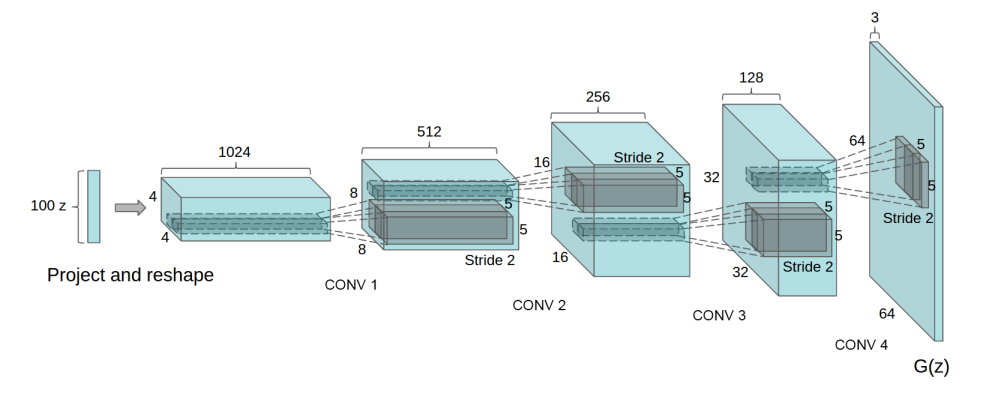 100 z
Project and reshape
1024
4
4
512
8
8
5
5
Stride 2
CONV 1
256
16
16
Stride 2
5
5
CONV 2
128
32
32
5
5
Stride 2
CONV 3
3
64
64
5
5
Stride 2
CONV 4
G(z)